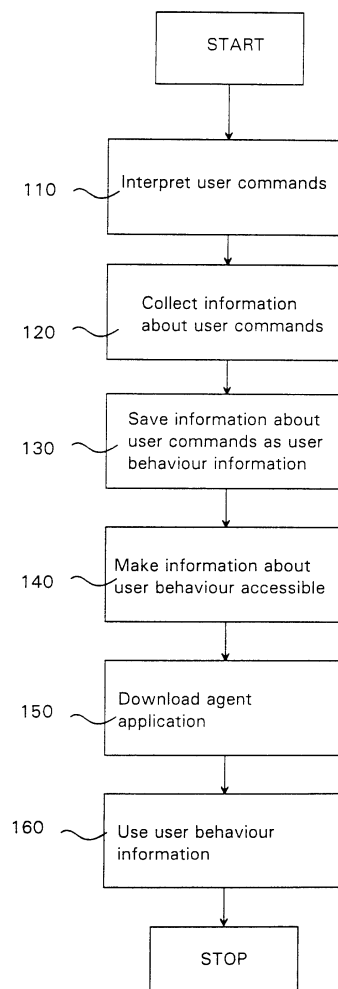 START
110
Interpret user commands
120
Collect information
about user commands
130
Save information about
user commands as user
behaviour information
140
Make information about
user behaviour accessible
150
Download agent
application
160
Use user behaviour
information
STOP